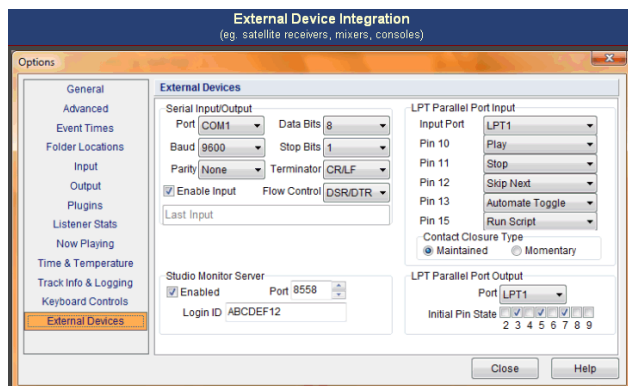 External Device Integration
(eg. satellite receivers, mixers, consoles)
Options
General
Advanced
Event Times
Folder Locations
Input
Output
Plugins
Listener Stats
Now Playing
Time & Temperature
Track Info & Logging
Keyboard Controls
External Devices
External Devices
Serial Input/Output
Port COM1 Data Bits 8
Baud 9600 Stop Bits 1
Parity None Terminator CR/LF
Enable Input Flow Control DSR/DTR
Last Input
Studio Monitor Server
Enabled Port 8558
Login ID ABCDEF12
LPT Parallel Port Input
Input Port LPT1
Pin 10 Play
Pin 11 Stop
Pin 12 Skip Next
Pin 13 Automate Toggle
Pin 15 Run Script
Contact Closure Type
Maintained Momentary
LPT Parallel Port Output
Port LPT1
Initial Pin State
2 3 4 5 6 7 8 9
Close Help